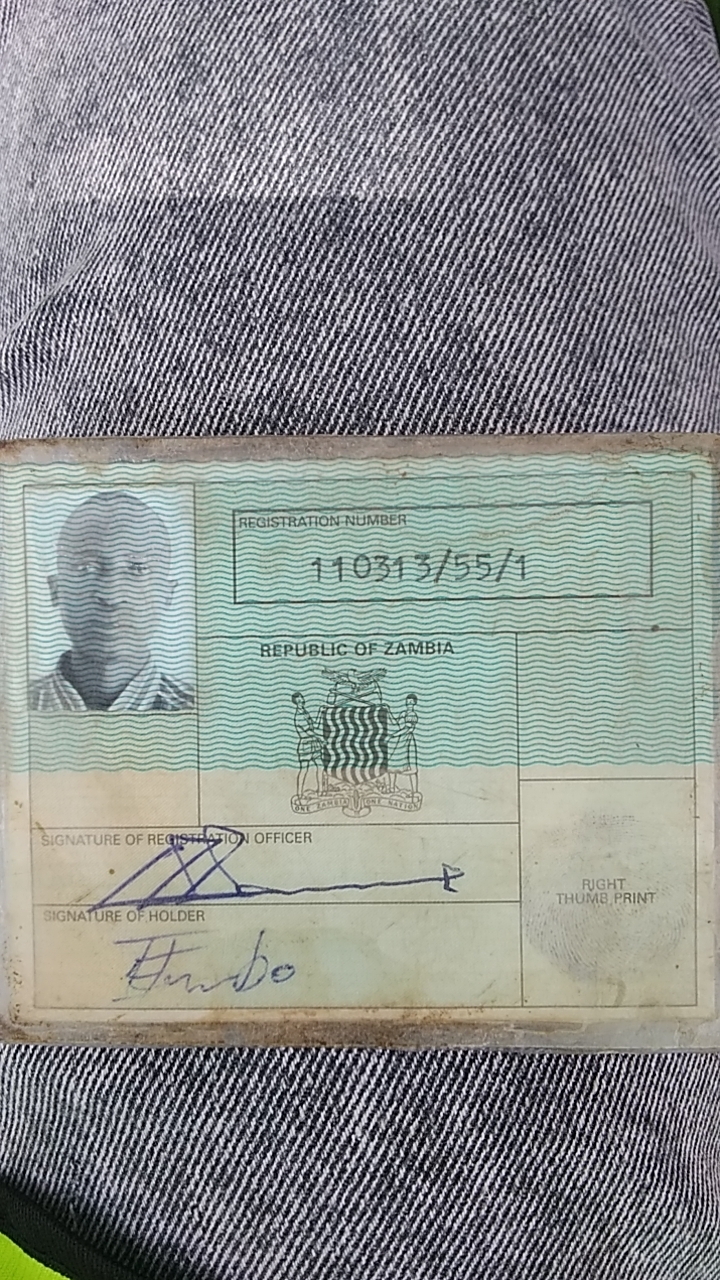 REGISTRATION NUMBER
110313/55/1
REPUBLIC OF ZAMBIA
ONE ZAMBIA ONE NATION
SIGNATURE OF REGISTRATION OFFICER
SIGNATURE OF HOLDER
RIGHT
THUMB PRINT